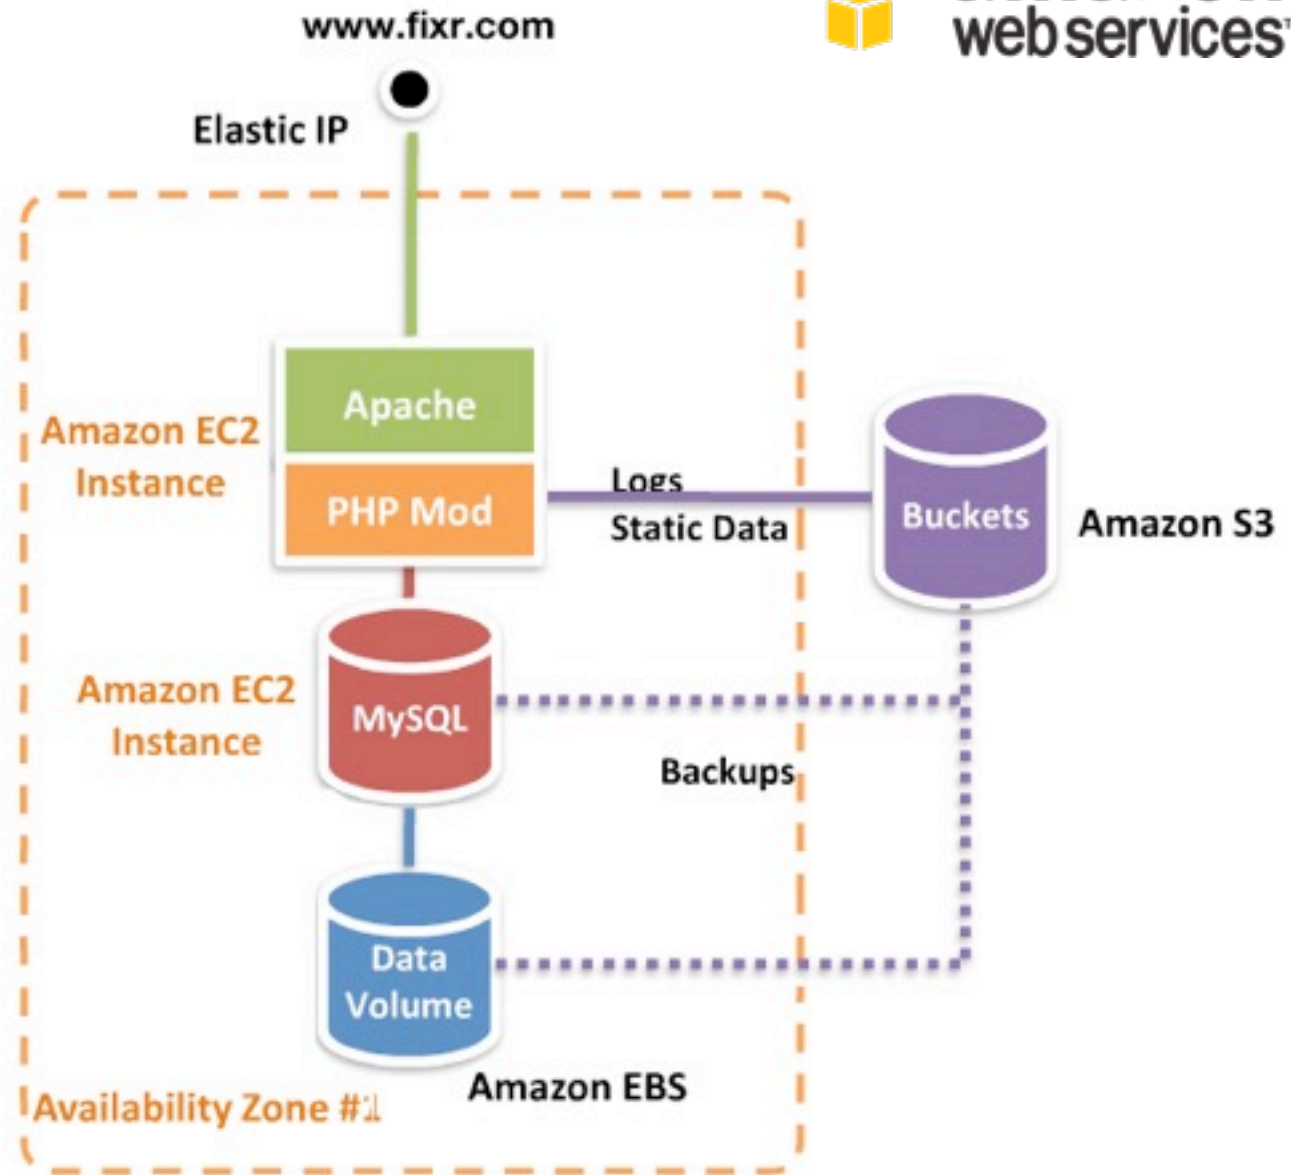 www.fixr.com
web services
Elastic IP
Apache
Amazon EC2
Instance
PHP Mod
Logs
Static Data
Buckets
Amazon S3
Amazon EC2
Instance
MySQL
Backups
Data
Volume
Amazon EBS
Availability Zone #1